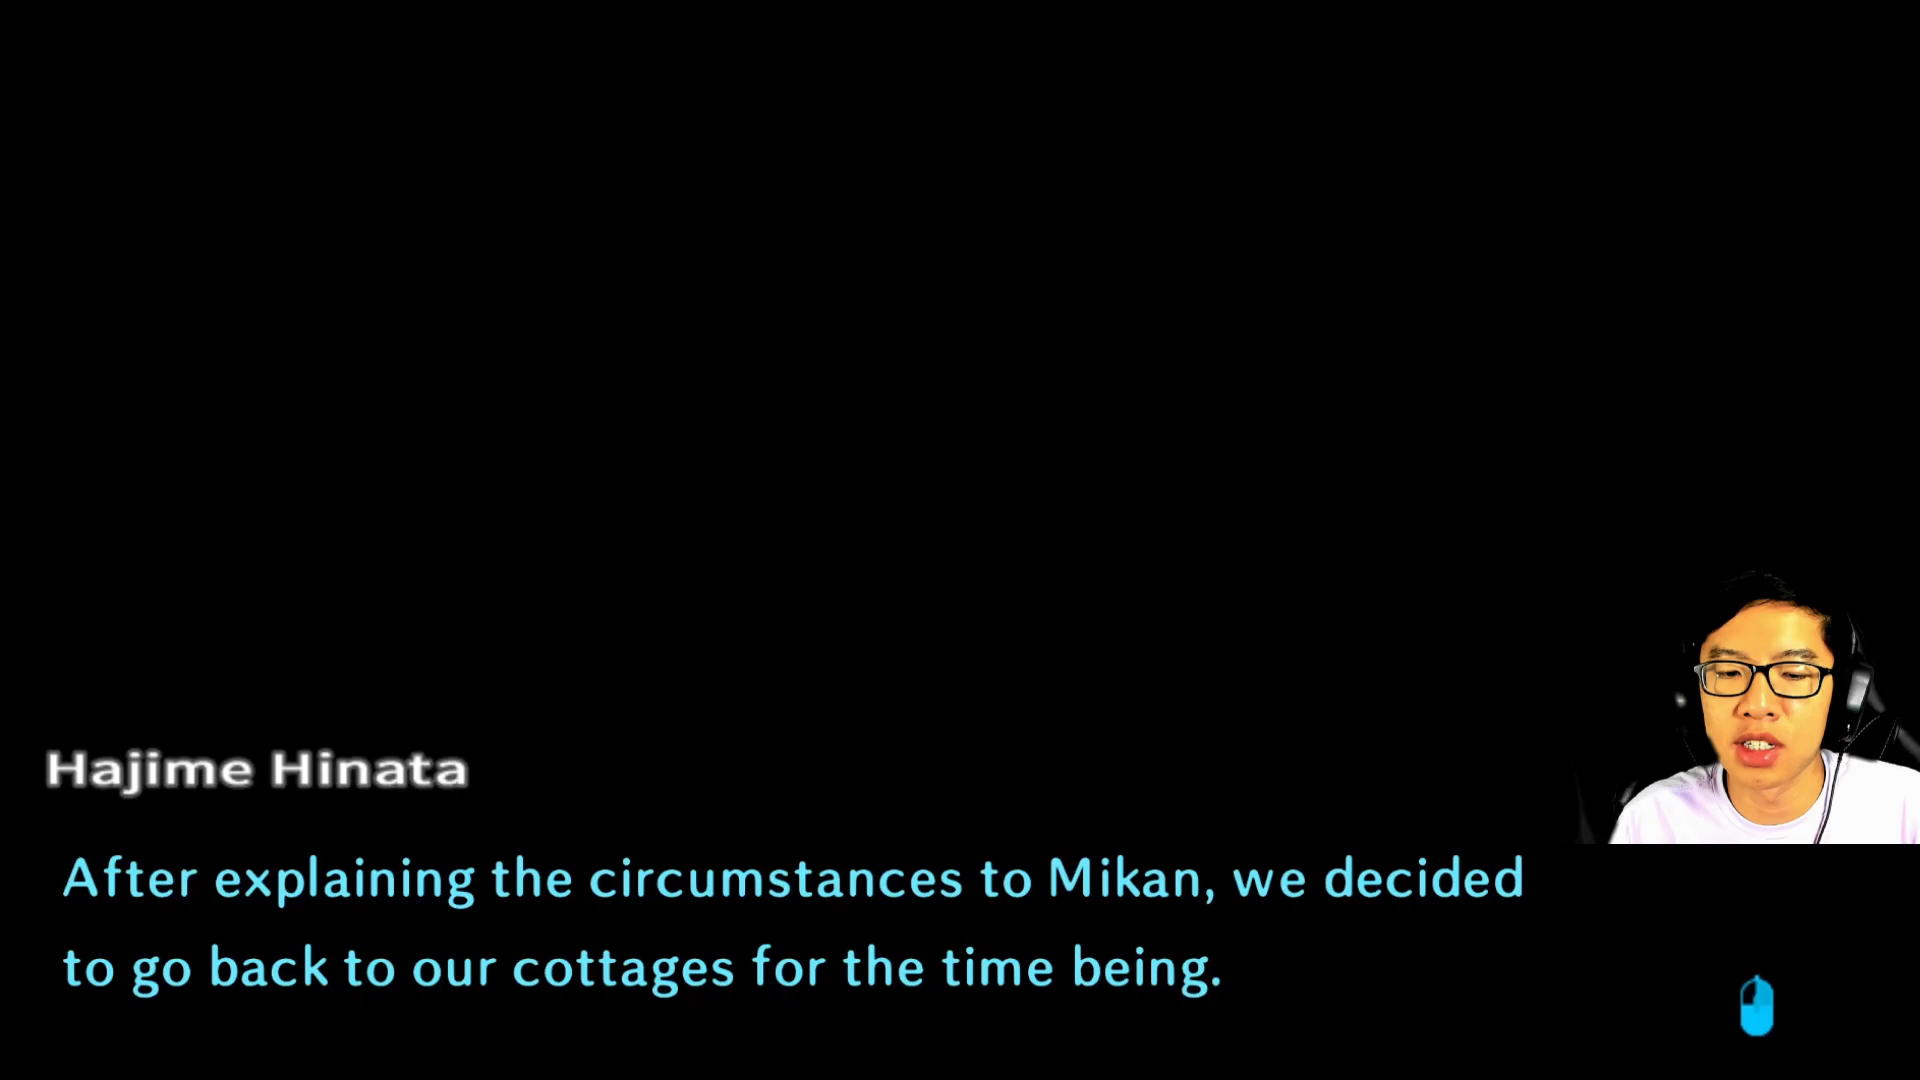 Hajime Hinata
After explaining the circumstances to Mikan, we decided
to go back to our cottages for the time being.